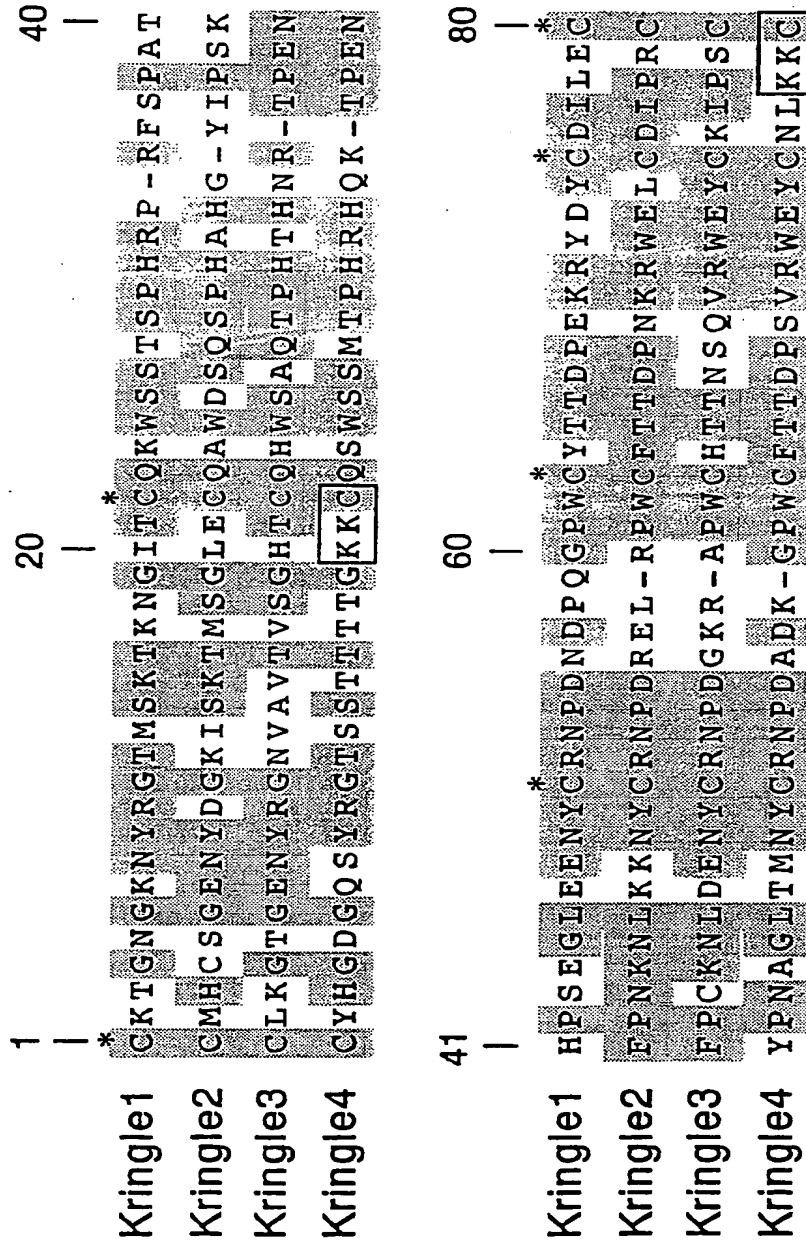 1 20 40
* *
Kringle1 CKTGNGKNYRGTMSKTKNGITCQKWSSTSPHRP-RFSPAT
Kringle2 CMHCSGENYDGKISKTMSGLECQAWDSQSPHAHG-YIPSK
Kringle3 CLKGTGENYRGNVAVTVSGHTCQHWSAQTPHTHNR-TPEN
Kringle4 CYHGDGQSYRGTSSTTTTGKKCQSWSSMTPHRHQK-TPEN
41 60 80
* * * *
Kringle1 HPSEGLEENYCRNPDNDPQGPWCYTTDPEKRYDYCDILEC
Kringle2 FPNKNLKKNYCRNPDREL-RPWCFTTDPNKRWELCDIPRC
Kringle3 FPCKNLDENYCRNPDGKR-APWCHTTNSQVRWEYCKIPSC
Kringle4 YPNAGLTMNYCRNPDADK-GPWCFTTDPSVRWEYCNLKKC